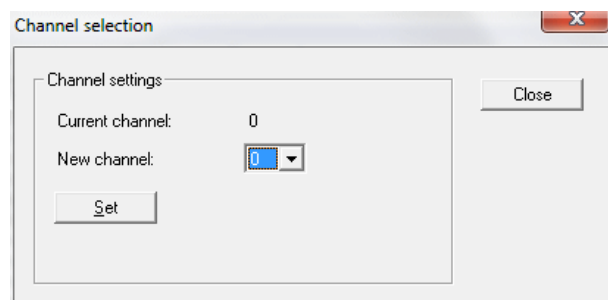 Channel selection
Channel settings
Close
Current channel: 0
New channel: 0
Set